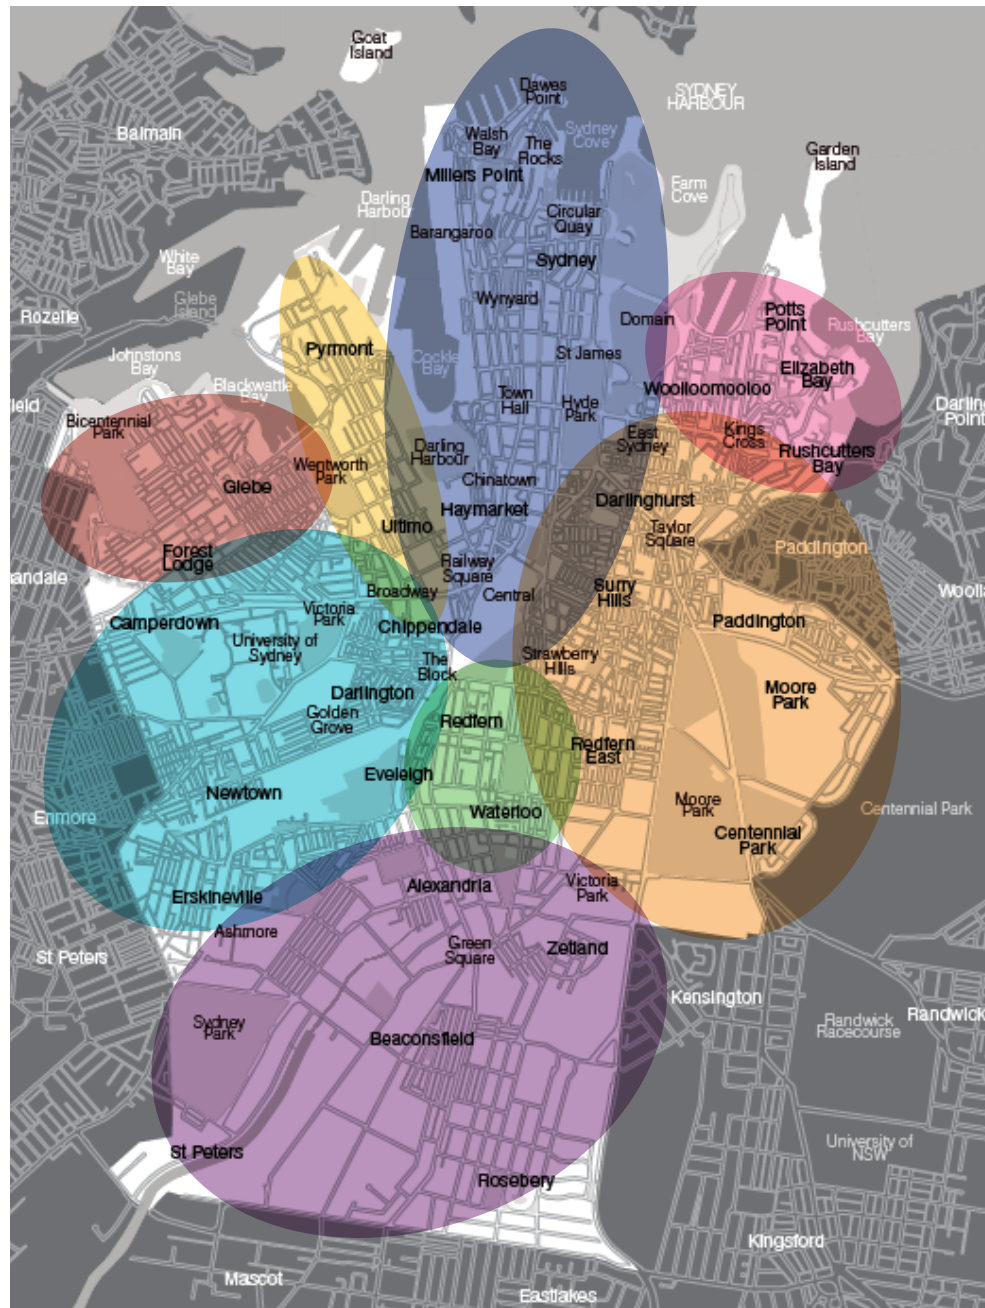 Goat
Island
Dawes
Point
SYDNEY
HARBOUR
Balmain
Walsh
Bay
The
Rocks
Sydney
Cove
Garden
Island
Millers Point
Darling
Harbour
Farm
Cove
Circular
Quay
Barangaroo
White
Bay
Sydney
Glebe
Island
Wynyard
Rozelle
Domain
Potts
Point
Rushcutters
Bay
Pyrmont
Johnstons
Bay
Cockle
Bay
St James
Elizabeth
Bay
Blackwattle
Bay
Woolloomooloo
Town
Hall
Hyde
Park
field
Darling
Point
Bicentennial
Park
East
Sydney
Kings
Cross
Darling
Harbour
Rushcutters
Bay
Wentworth
Park
Glebe
Chinatown
Haymarket
Darlinghurst
Ultimo
Taylor
Square
Paddington
Forest
Lodge
Railway
Square
andale
Broadway
Central
Surry
Hills
Woolla
Camperdown
Victoria
Park
Chippendale
Paddington
University of
Sydney
The
Block
Strawberry
Hills
Darlington
Moore
Park
Golden
Grove
Redfern
Redfern
East
Eveleigh
Newtown
Waterloo
Moore
Park
Centennial Park
Enmore
Centennial
Park
Erskineville
Alexandria
Victoria
Park
Ashmore
Green
Square
Zetland
St Peters
Kensington
Randwick
Sydney
Park
Randwick
Racecourse
Beaconsfield
St Peters
University of
NSW
Rosebery
Kingsford
Mascot
Eastlakes